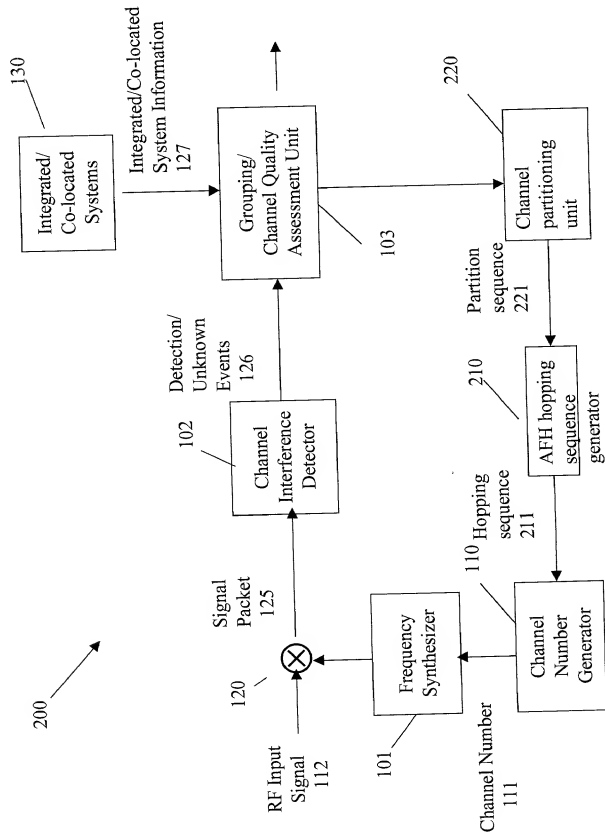 200
130
Integrated/
Co-located
Systems
Integrated/Co-located
System Information
127
RF Input
Signal
112
120
Signal
Packet
125
102
Channel
Interference
Detector
Detection/
Unknown
Events
126
Grouping/
Channel Quality
Assessment Unit
103
101
Frequency
Synthesizer
Channel Number
111
110
Channel
Number
Generator
Hopping
sequence
211
210
AFH hopping
sequence
generator
Partition
sequence
221
220
Channel
partitioning
unit